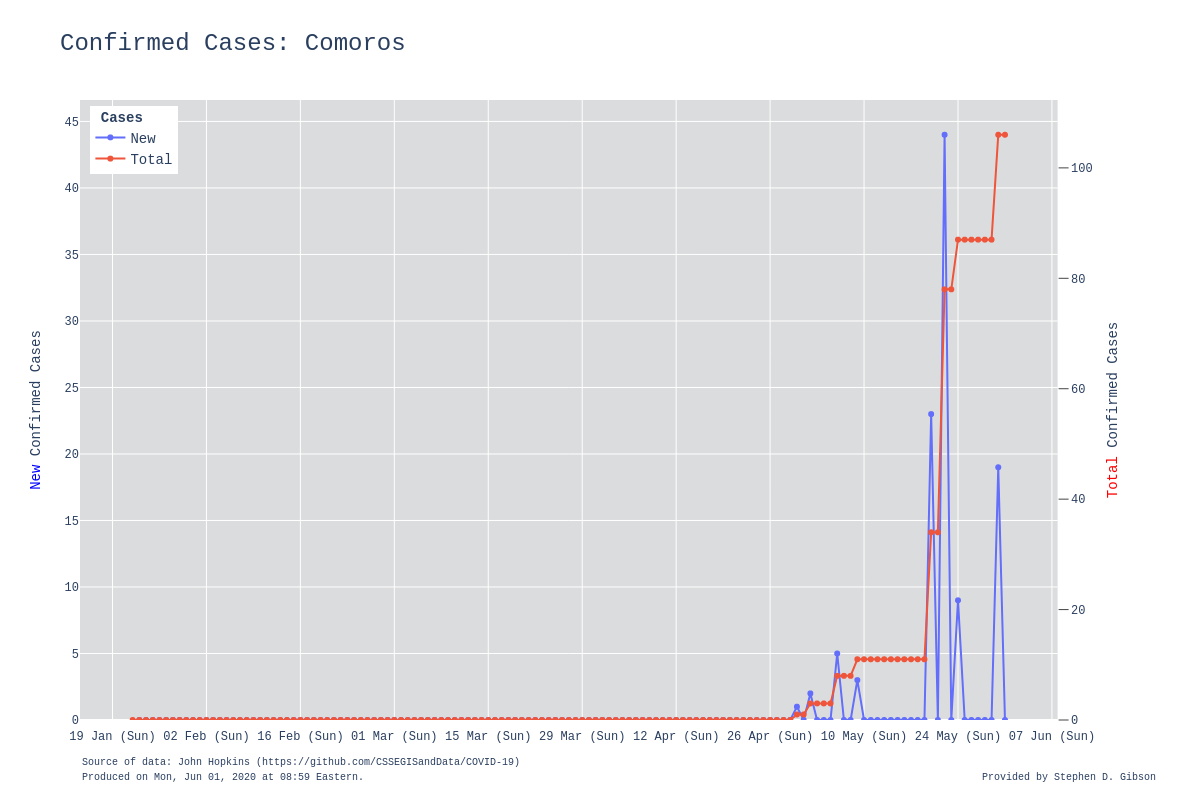 Confirmed Cases: Comoros
Cases
New
Total
45
40
35
30
25
20
15
10
5
0
100
80
60
40
20
0
New Confirmed Cases
Total Confirmed Cases
19 Jan (Sun) 02 Feb (Sun) 16 Feb (Sun) 01 Mar (Sun) 15 Mar (Sun) 29 Mar (Sun) 12 Apr (Sun) 26 Apr (Sun) 10 May (Sun) 24 May (Sun) 07 Jun (Sun)
Source of data: John Hopkins (https://github.com/CSSEGISandData/COVID-19)
Produced on Mon, Jun 01, 2020 at 08:59 Eastern.
Provided by Stephen D. Gibson